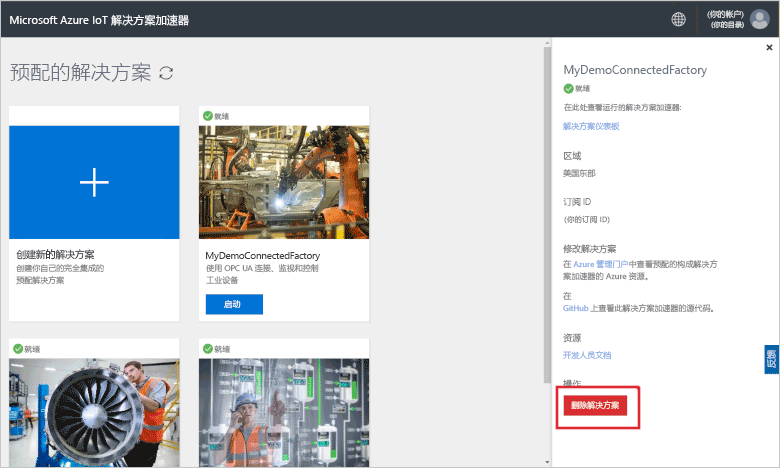 Microsoft Azure IoT 解决方案加速器
(你的帐户)
(你的目录)
预配的解决方案
创建新的解决方案
创建你自己的完全集成的
预配解决方案
就绪
MyDemoConnectedFactory
使用 OPC UA 连接、监视和控制
工业设备
启动
就绪
就绪
MyDemoConnectedFactory
就绪
在此处查看运行的解决方案加速器:
解决方案仪表板
区域
美国东部
订阅 ID
(你的订阅 ID)
修改解决方案
在 Azure 管理门户中查看预配的构成解决方
案加速器的 Azure 资源。
在
GitHub 上查看此解决方案加速器的源代码。
资源
开发人员文档
操作
删除解决方案
反馈